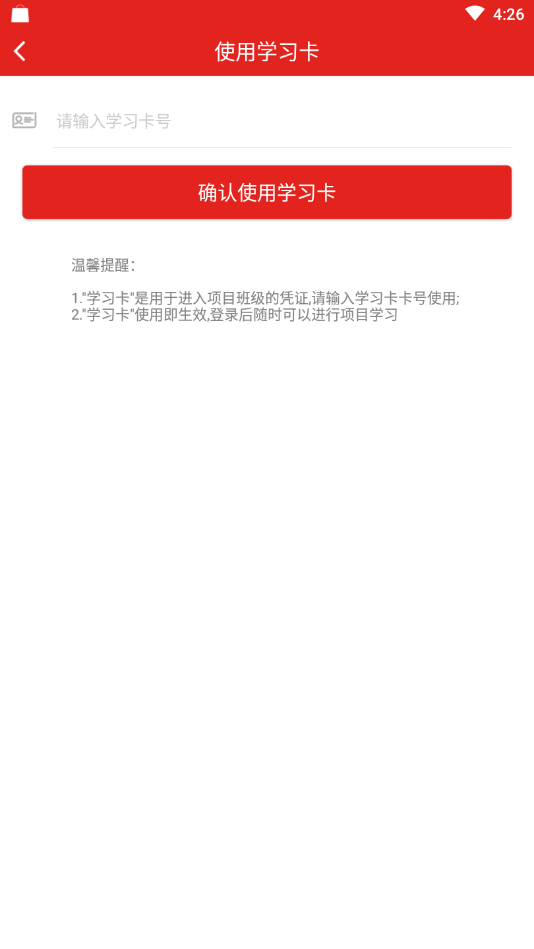 4:26
使用学习卡
请输入学习卡号
确认使用学习卡
温馨提醒：
1."学习卡"是用于进入项目班级的凭证,请输入学习卡卡号使用;
2."学习卡"使用即生效,登录后随时可以进行项目学习